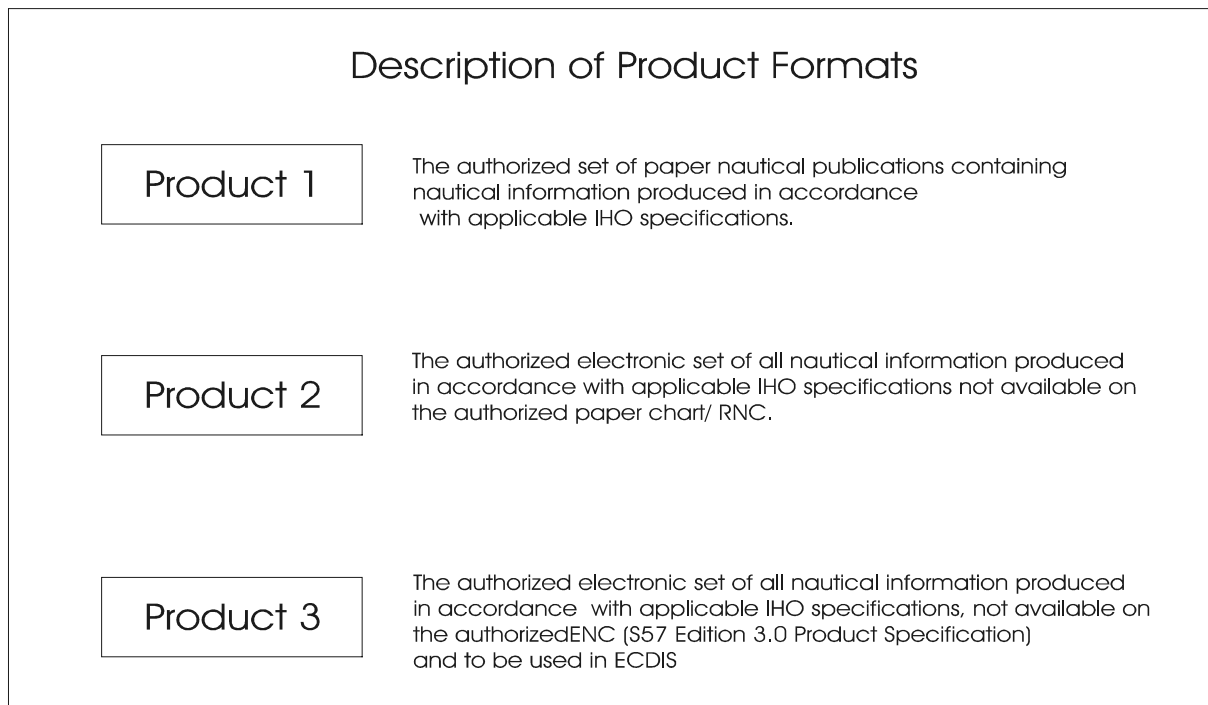 Description of Product Formats
Product 1
The authorized set of paper nautical publications containing
nautical information produced in accordance
with applicable IHO specifications.
Product 2
The authorized electronic set of all nautical information produced
in accordance with applicable IHO specifications not available on
the authorized paper chart/ RNC.
Product 3
The authorized electronic set of all nautical information produced
in accordance  with applicable IHO specifications, not available on
the authorizedENC (S57 Edition 3.0 Product Specification)
and to be used in ECDIS